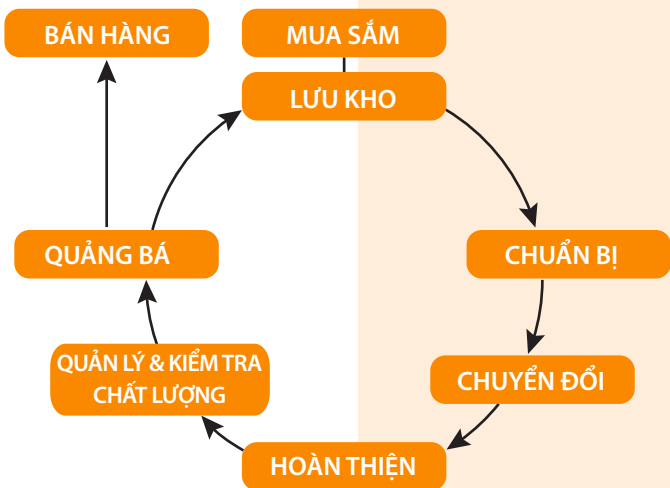 BÁN HÀNG
MUA SẮM
LƯU KHO
QUẢNG BÁ
CHUẨN BỊ
QUẢN LÝ & KIỂM TRA
CHẤT LƯỢNG
CHUYỂN ĐỔI
HOÀN THIỆN